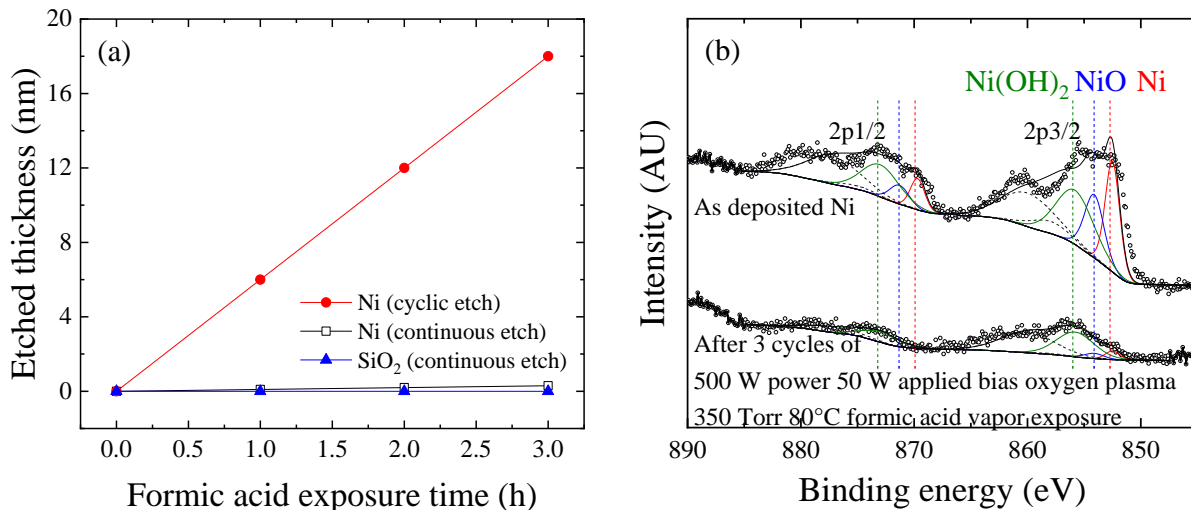 (a)
Etched thickness (nm)
20
16
12
8
4
0
Ni (cyclic etch)
Ni (continuous etch)
SiO2 (continuous etch)
0.0 0.5 1.0 1.5 2.0 2.5 3.0
Formic acid exposure time (h)
(b)
Intensity (AU)
Ni(OH)2 NiO Ni
2p1/2 2p3/2
As deposited Ni
After 3 cycles of
500 W power 50 W applied bias oxygen plasma
350 Torr 80°C formic acid vapor exposure
890 880 870 860 850
Binding energy (eV)